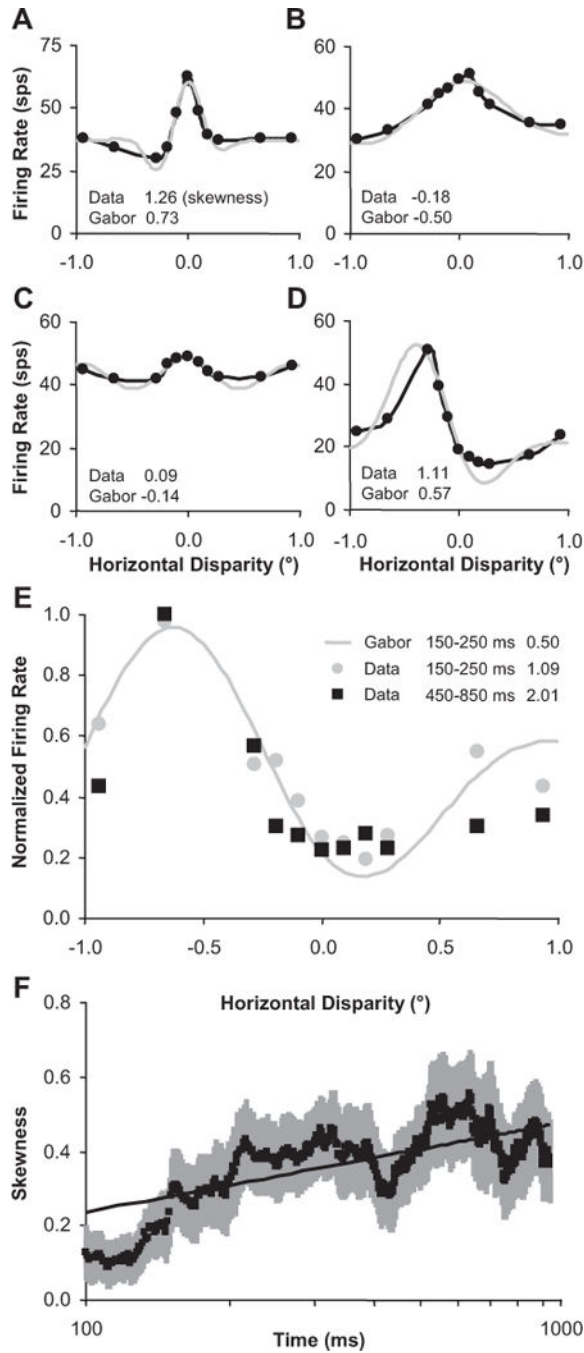 A
B
Firing Rate (sps)
75
50
25
0
Data 1.26 (skewness)
Gabor 0.73
-1.0 0.0 1.0
60
40
20
0
Data -0.18
Gabor -0.50
-1.0 0.0 1.0
C
D
Firing Rate (sps)
60
40
20
0
Data 0.09
Gabor -0.14
-1.0 0.0 1.0
Horizontal Disparity (°)
60
40
20
0
Data 1.11
Gabor 0.57
-1.0 0.0 1.0
Horizontal Disparity (°)
E
Normalized Firing Rate
1.0
0.8
0.6
0.4
0.2
0.0
Gabor 150-250 ms 0.50
Data 150-250 ms 1.09
Data 450-850 ms 2.01
-1.0 -0.5 0.0 0.5 1.0
Horizontal Disparity (°)
F
Skewness
0.8
0.6
0.4
0.2
0.0
100 1000
Time (ms)